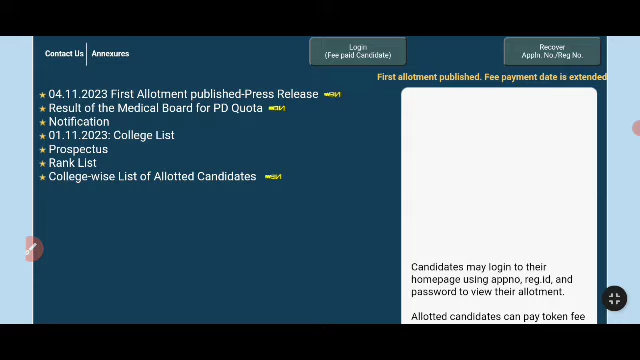 Contact Us
Annexures
Login
(Fee paid Candidate)
Recover
Appln. No./Reg No.
First allotment published. Fee payment date is extended
04.11.2023 First Allotment published-Press Release
Result of the Medical Board for PD Quota
Notification
01.11.2023: College List
Prospectus
Rank List
College-wise List of Allotted Candidates
Candidates may login to their
homepage using appno, reg.id, and
password to view their allotment.
Allotted candidates can pay token fee